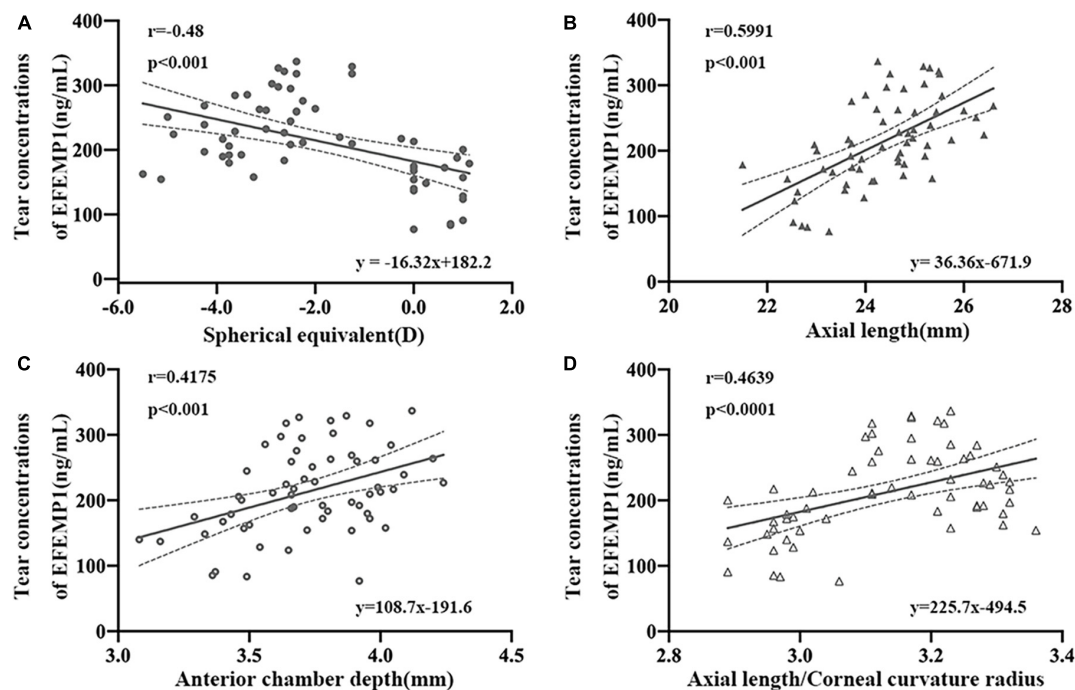 A
r=-0.48
p<0.001
Tear concentrations
of EFEMP1(ng/mL)
400
300
200
100
0
y = -16.32x+182.2
-6.0 -4.0 -2.0 0.0 2.0
Spherical equivalent(D)
B
r=0.5991
p<0.001
Tear concentrations
of EFEMP1(ng/mL)
400
300
200
100
0
y= 36.36x-671.9
20 22 24 26 28
Axial length(mm)
C
r=0.4175
p<0.001
Tear concentrations
of EFEMP1(ng/mL)
400
300
200
100
0
y=108.7x-191.6
3.0 3.5 4.0 4.5
Anterior chamber depth(mm)
D
r=0.4639
p<0.0001
Tear concentrations
of EFEMP1(ng/mL)
400
300
200
100
0
y=225.7x-494.5
2.8 3.0 3.2 3.4
Axial length/Corneal curvature radius